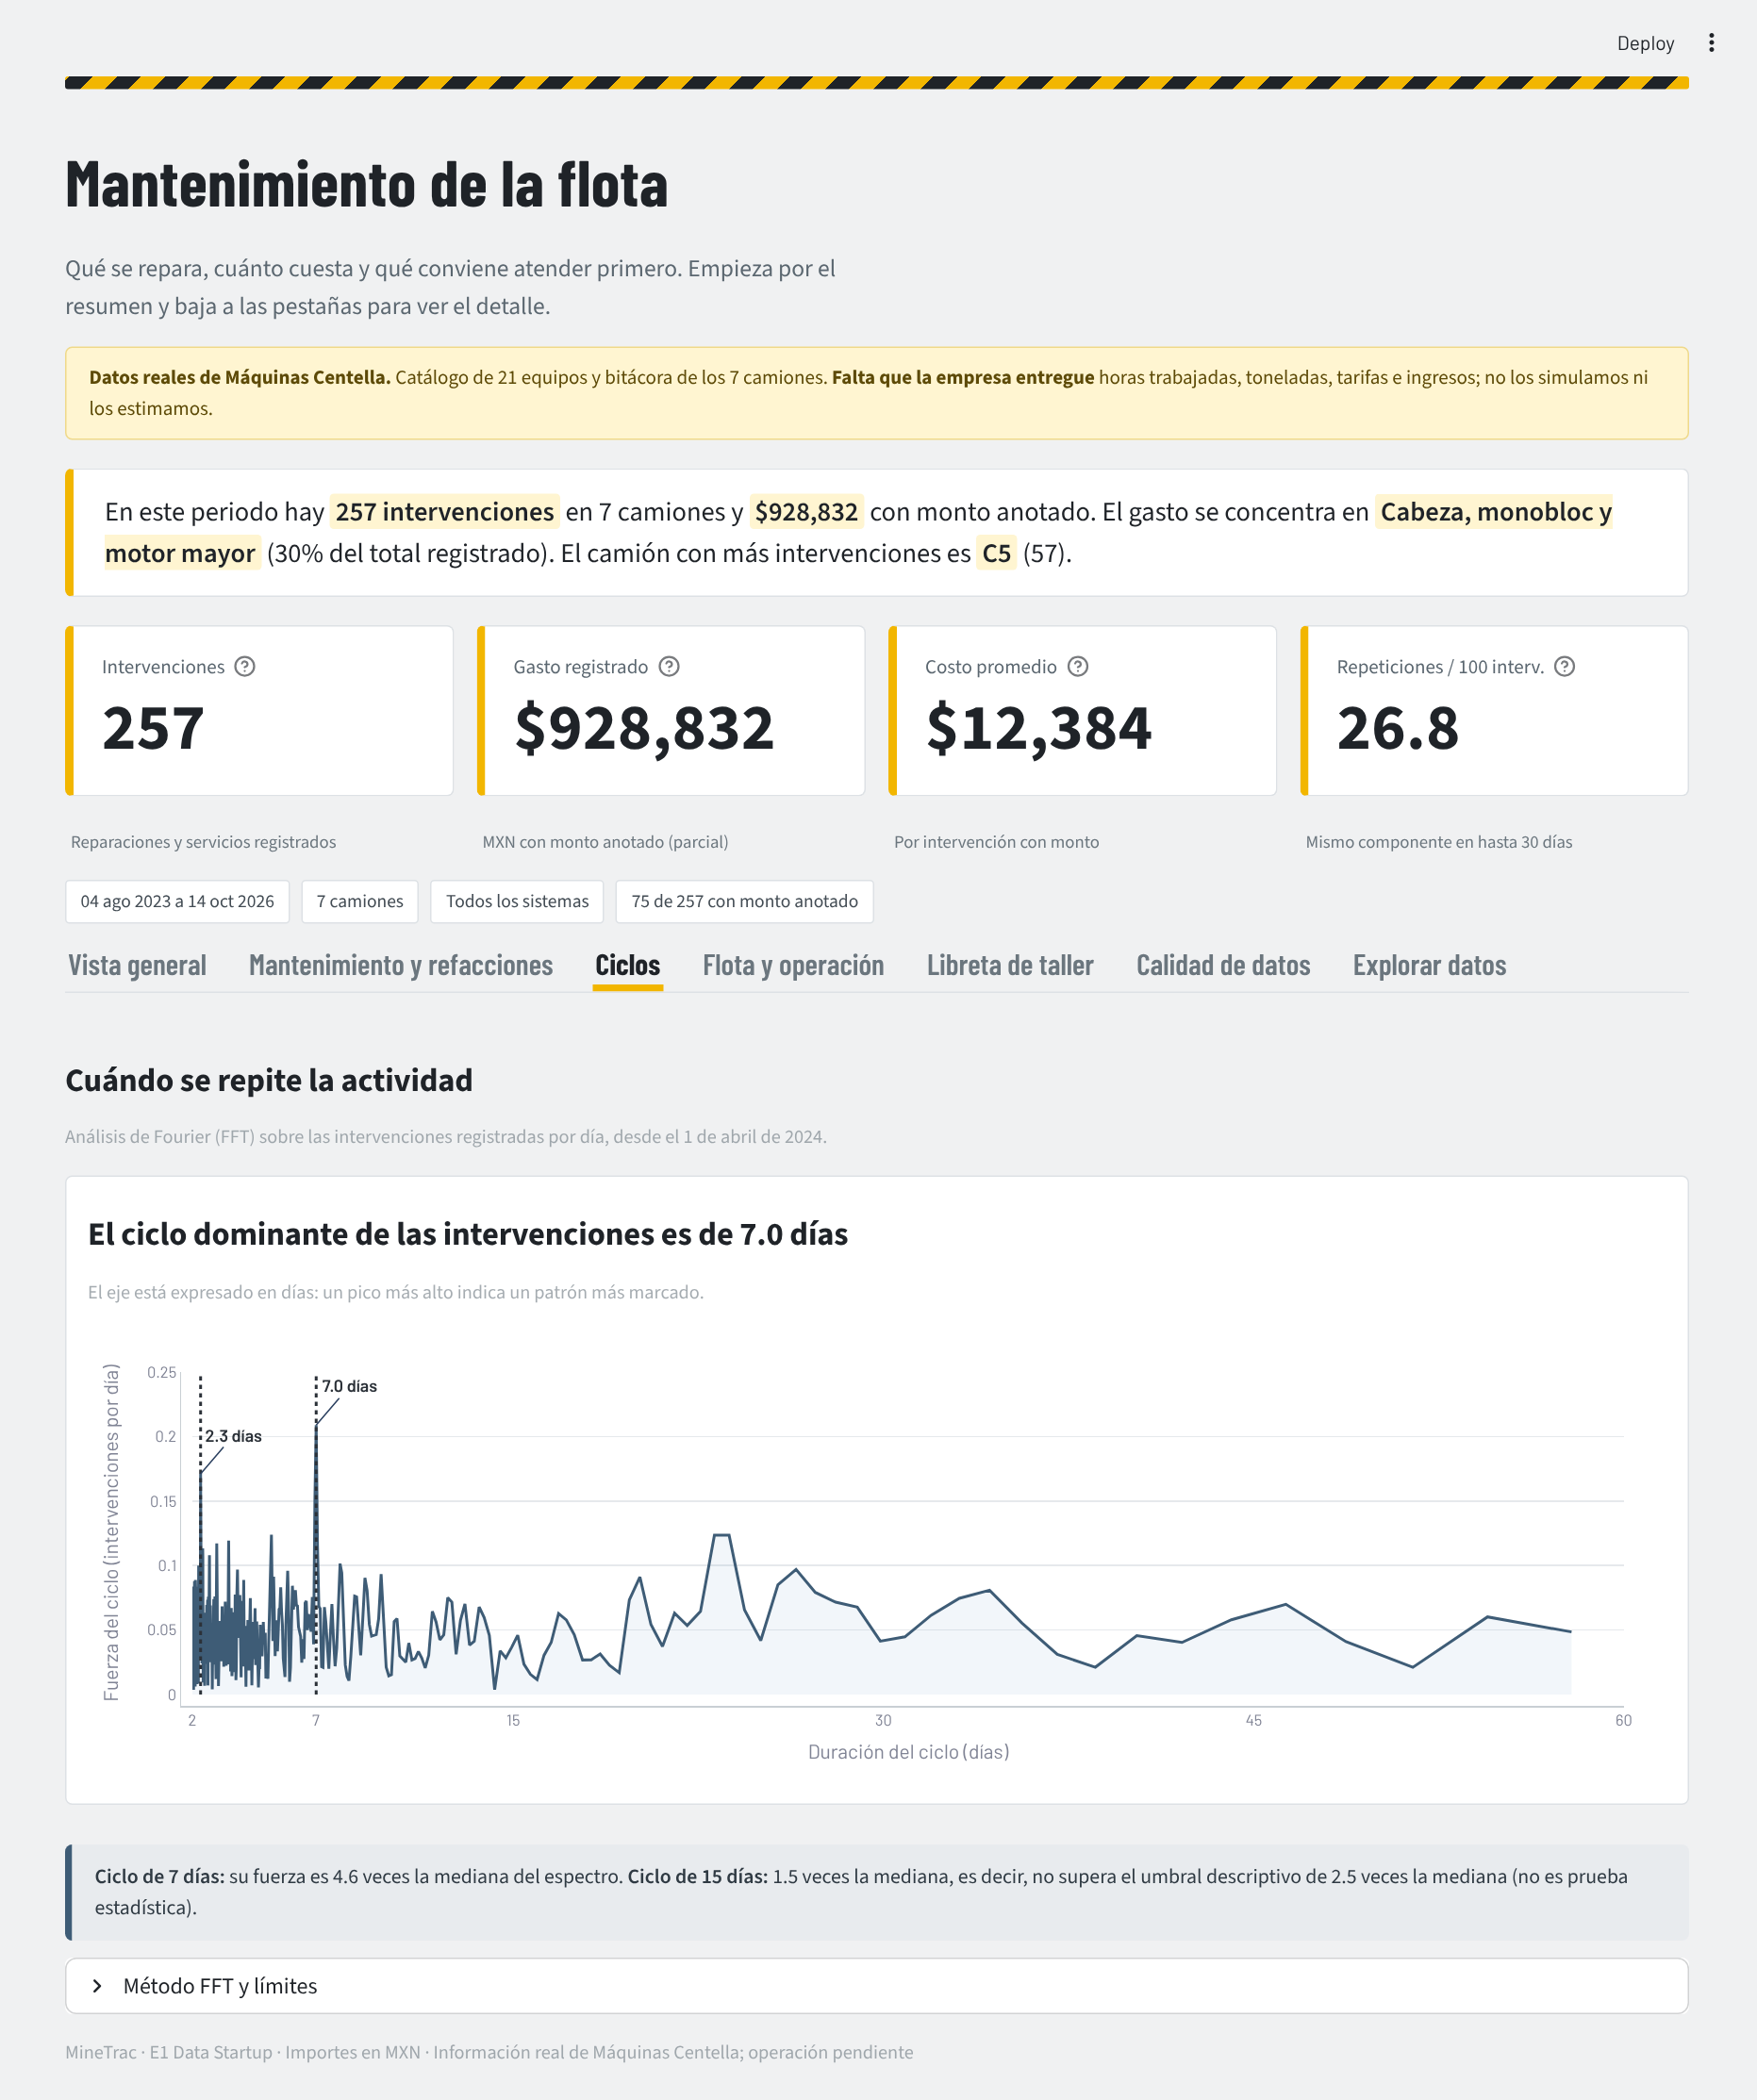 Deploy
Mantenimiento de la flota
Qué se repara, cuánto cuesta y qué conviene atender primero. Empieza por el
resumen y baja a las pestañas para ver el detalle.
Datos reales de Máquinas Centella. Catálogo de 21 equipos y bitácora de los 7 camiones. Falta que la empresa entregue horas trabajadas, toneladas, tarifas e ingresos; no los simulamos ni
los estimamos.
En este periodo hay 257 intervenciones en 7 camiones y $928,832 con monto anotado. El gasto se concentra en Cabeza, monobloc y
motor mayor (30% del total registrado). El camión con más intervenciones es C5 (57).
Intervenciones
257
Reparaciones y servicios registrados
Gasto registrado
$928,832
MXN con monto anotado (parcial)
Costo promedio
$12,384
Por intervención con monto
Repeticiones / 100 interv.
26.8
Mismo componente en hasta 30 días
04 ago 2023 a 14 oct 2026
7 camiones
Todos los sistemas
75 de 257 con monto anotado
Vista general
Mantenimiento y refacciones
Ciclos
Flota y operación
Libreta de taller
Calidad de datos
Explorar datos
Cuándo se repite la actividad
Análisis de Fourier (FFT) sobre las intervenciones registradas por día, desde el 1 de abril de 2024.
El ciclo dominante de las intervenciones es de 7.0 días
El eje está expresado en días: un pico más alto indica un patrón más marcado.
Fuerza del ciclo (intervenciones por día)
0.25
0.2
0.15
0.1
0.05
0
7.0 días
2.3 días
2
7
15
30
45
60
Duración del ciclo (días)
Ciclo de 7 días: su fuerza es 4.6 veces la mediana del espectro. Ciclo de 15 días: 1.5 veces la mediana, es decir, no supera el umbral descriptivo de 2.5 veces la mediana (no es prueba
estadística).
Método FFT y límites
MineTrac · E1 Data Startup · Importes en MXN · Información real de Máquinas Centella; operación pendiente